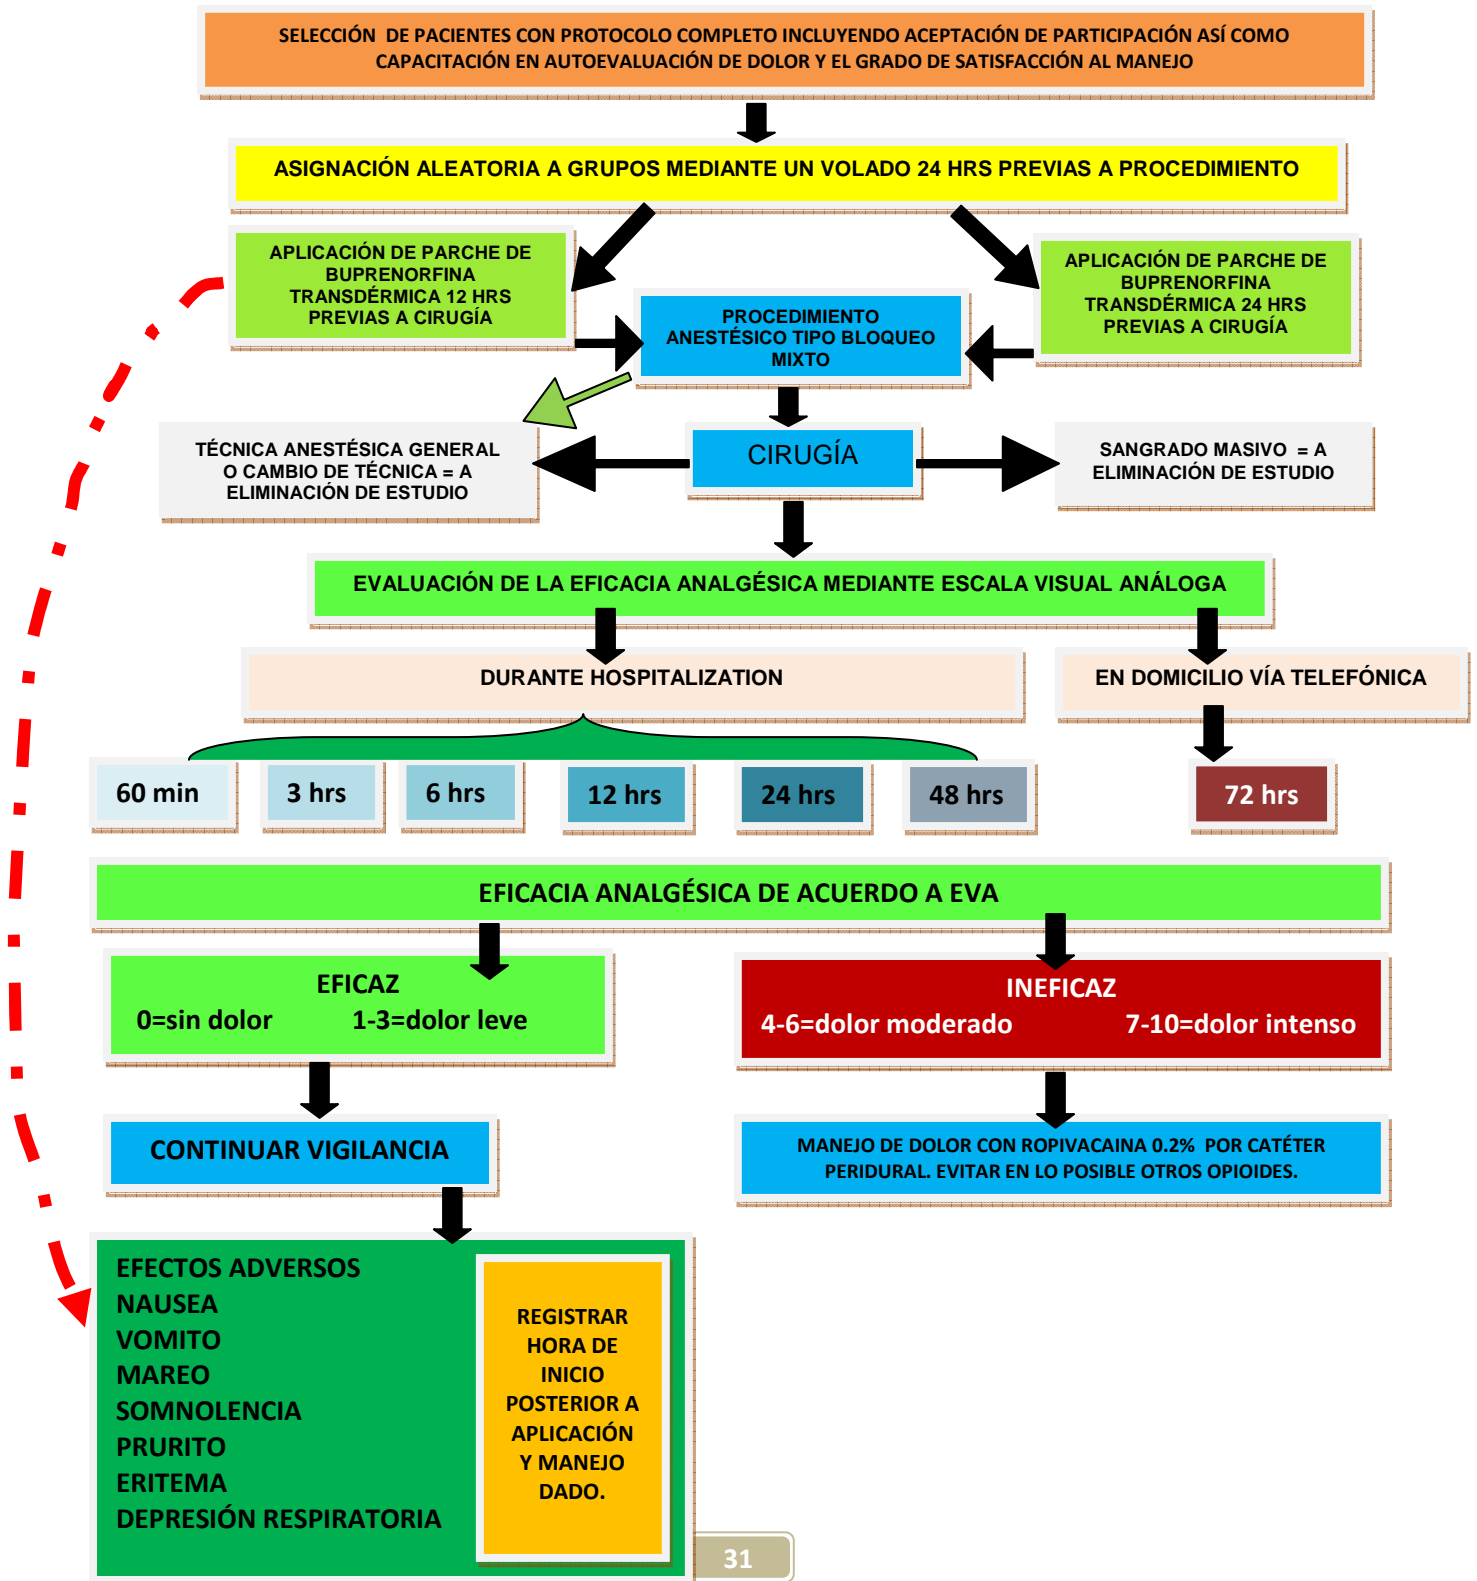 SELECCIÓN DE PACIENTES CON PROTOCOLO COMPLETO INCLUYENDO ACEPTACIÓN DE PARTICIPACIÓN ASÍ COMO
CAPACITACIÓN EN AUTOEVALUACIÓN DE DOLOR Y EL GRADO DE SATISFACCIÓN AL MANEJO
ASIGNACIÓN ALEATORIA A GRUPOS MEDIANTE UN VOLADO 24 HRS PREVIAS A PROCEDIMIENTO
APLICACIÓN DE PARCHE DE
BUPRENORFINA
TRANSDÉRMICA 12 HRS
PREVIAS A CIRUGÍA
APLICACIÓN DE PARCHE DE
BUPRENORFINA
TRANSDÉRMICA 24 HRS
PREVIAS A CIRUGÍA
PROCEDIMIENTO
ANESTÉSICO TIPO BLOQUEO
MIXTO
TÉCNICA ANESTÉSICA GENERAL
O CAMBIO DE TÉCNICA = A
ELIMINACIÓN DE ESTUDIO
CIRUGÍA
SANGRADO MASIVO = A
ELIMINACIÓN DE ESTUDIO
EVALUACIÓN DE LA EFICACIA ANALGÉSICA MEDIANTE ESCALA VISUAL ANÁLOGA
DURANTE HOSPITALIZATION
EN DOMICILIO VÍA TELEFÓNICA
60 min
3 hrs
6 hrs
12 hrs
24 hrs
48 hrs
72 hrs
EFICACIA ANALGÉSICA DE ACUERDO A EVA
EFICAZ
0=sin dolor 1-3=dolor leve
INEFICAZ
4-6=dolor moderado 7-10=dolor intenso
CONTINUAR VIGILANCIA
MANEJO DE DOLOR CON ROPIVACAINA 0.2% POR CATÉTER
PERIDURAL. EVITAR EN LO POSIBLE OTROS OPIOIDES.
EFECTOS ADVERSOS
NAUSEA
VOMITO
MAREO
SOMNOLENCIA
PRURITO
ERITEMA
DEPRESIÓN RESPIRATORIA
REGISTRAR
HORA DE
INICIO
POSTERIOR A
APLICACIÓN
Y MANEJO
DADO.
31